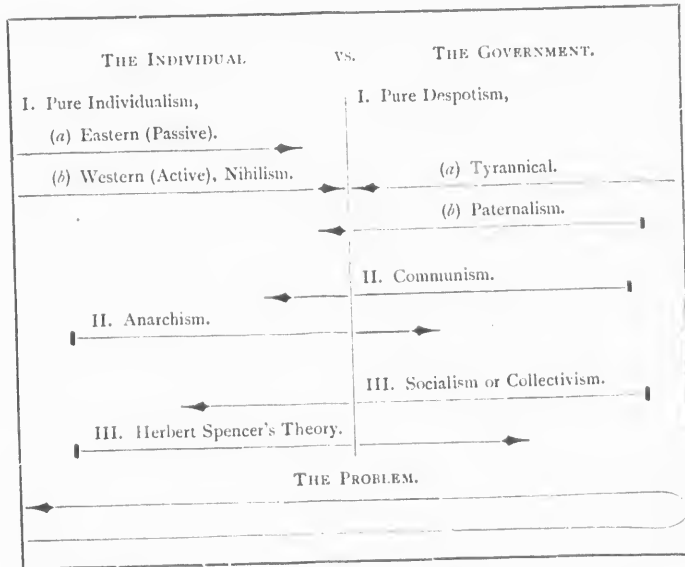 THE INDIVIDUAL VS. THE GOVERNMENT.
I. Pure Individualism,
(a) Eastern (Passive).
(b) Western (Active), Nihilism.
I. Pure Despotism,
(a) Tyrannical.
(b) Paternalism.
II. Communism.
II. Anarchism.
III. Socialism or Collectivism.
III. Herbert Spencer's Theory.
THE PROBLEM.